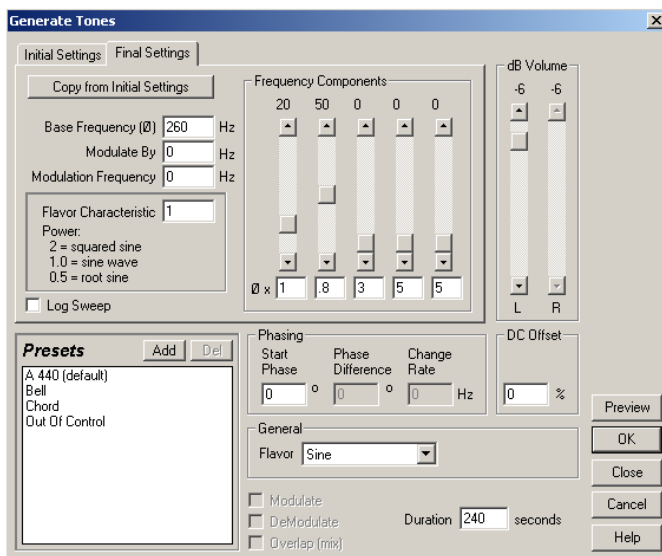 Generate Tones
Initial Settings
Final Settings
Copy from Initial Settings
Base Frequency (Ø) 260 Hz
Modulate By 0 Hz
Modulation Frequency 0 Hz
Flavor Characteristic 1
Power:
2 = squared sine
1.0 = sine wave
0.5 = root sine
Log Sweep
Frequency Components
20 50 0 0 0
Ø x 1 .8 3 5 5
dB Volume
-6 -6
L R
Presets
Add
Del
A 440 (default)
Bell
Chord
Out Of Control
Phasing
Start Phase
Phase Difference
Change Rate
0 º 0 º 0 Hz
DC Offset
0 %
General
Flavor Sine
Modulate
DeModulate
Overlap (mix)
Duration 240 seconds
Preview
OK
Close
Cancel
Help